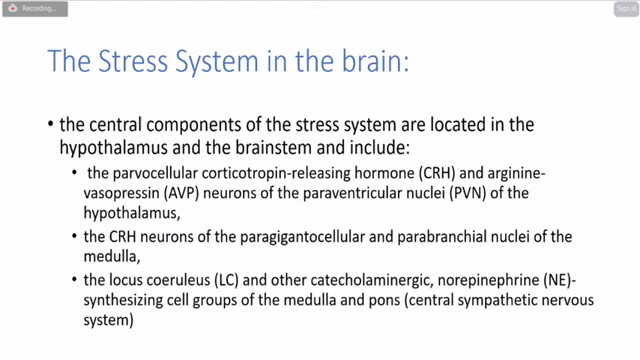 Recording...
Sign in
The Stress System in the brain:
• the central components of the stress system are located in the
hypothalamus and the brainstem and include:
• the parvocellular corticotropin-releasing hormone (CRH) and arginine-
vasopressin (AVP) neurons of the paraventricular nuclei (PVN) of the
hypothalamus,
• the CRH neurons of the paragigantocellular and parabranchial nuclei of the
medulla,
• the locus coeruleus (LC) and other catecholaminergic, norepinephrine (NE)-
synthesizing cell groups of the medulla and pons (central sympathetic nervous
system)